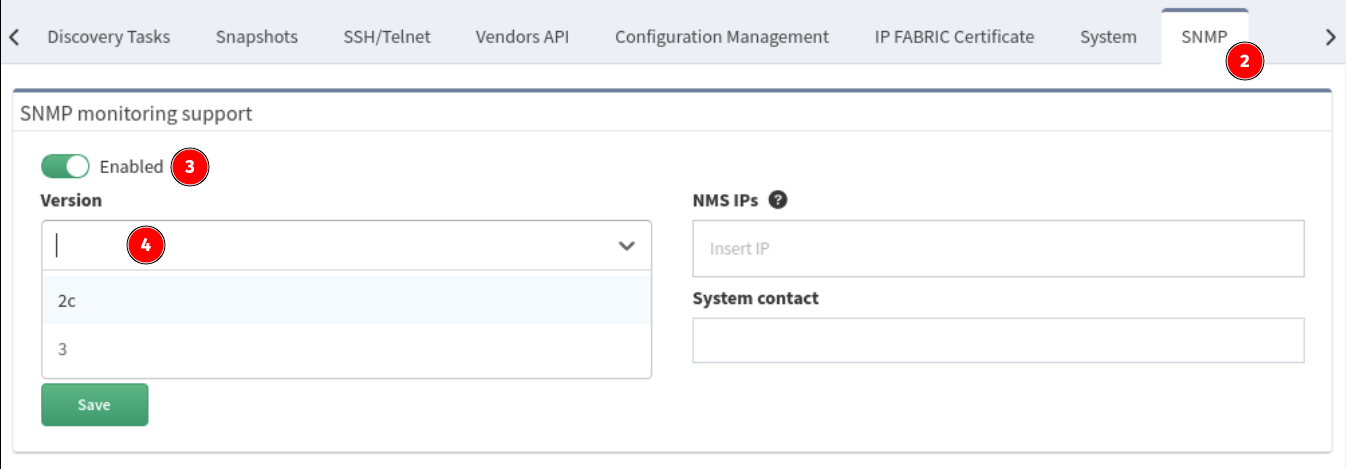 Discovery Tasks Snapshots SSH/Telnet Vendors API Configuration Management IP FABRIC Certificate System SNMP
2
SNMP monitoring support
Enabled 3
Version
4
2c
3
Save
NMS IPs ?
Insert IP
System contact